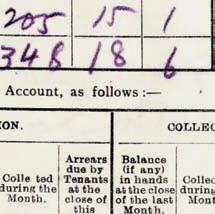 205 15 1
348 18 6
Account, as follows :—
ION. COLLEC
Colle ted during the Month.
Arrears due by Tenants at the close of this
Balance (if any) in hands at the close of the last Month.
Collec during Mont